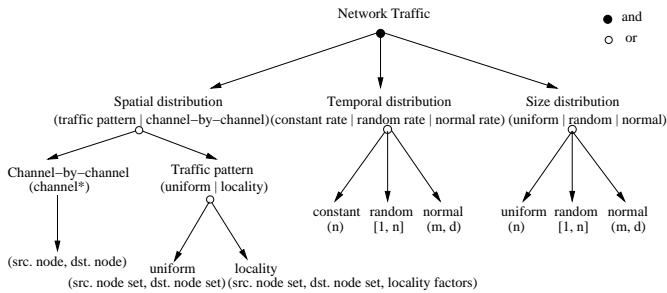 Network Traffic
and
or
Spatial distribution
(traffic pattern | channel−by−channel)
Temporal distribution
(constant rate | random rate | normal rate)
Size distribution
(uniform | random | normal)
Channel−by−channel
(channel*)
Traffic pattern
(uniform | locality)
constant
(n)
random
[1, n]
normal
(m, d)
uniform
(n)
random
[1, n]
normal
(m, d)
(src. node, dst. node)
uniform
(src. node set, dst. node set)
locality
(src. node set, dst. node set, locality factors)